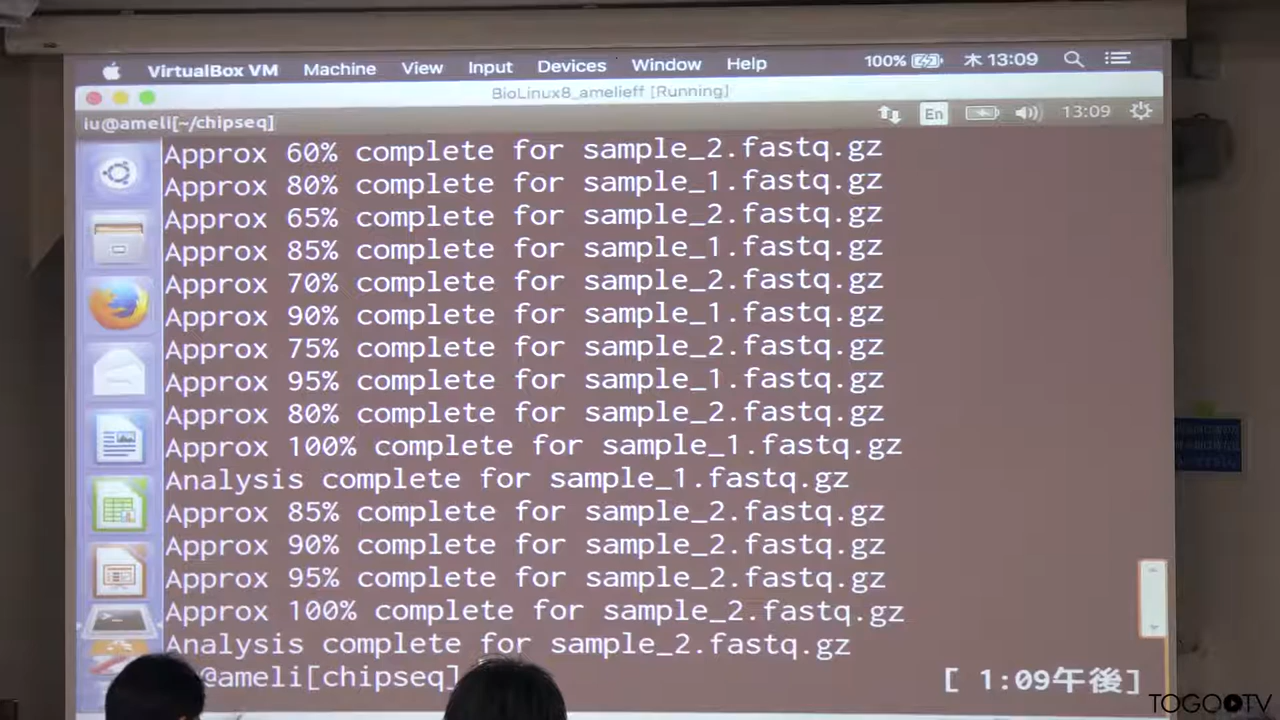 VirtualBox VM Machine View Input Devices Window Help 100% 木 13:09
BioLinux8_amelieff [Running]
iu@ameli[~/chipseq] En 13:09
Approx 60% complete for sample_2.fastq.gz
Approx 80% complete for sample_1.fastq.gz
Approx 65% complete for sample_2.fastq.gz
Approx 85% complete for sample_1.fastq.gz
Approx 70% complete for sample_2.fastq.gz
Approx 90% complete for sample_1.fastq.gz
Approx 75% complete for sample_2.fastq.gz
Approx 95% complete for sample_1.fastq.gz
Approx 80% complete for sample_2.fastq.gz
Approx 100% complete for sample_1.fastq.gz
Analysis complete for sample_1.fastq.gz
Approx 85% complete for sample_2.fastq.gz
Approx 90% complete for sample_2.fastq.gz
Approx 95% complete for sample_2.fastq.gz
Approx 100% complete for sample_2.fastq.gz
Analysis complete for sample_2.fastq.gz
@ameli[chipseq] [ 1:09午後]
TOGOTV